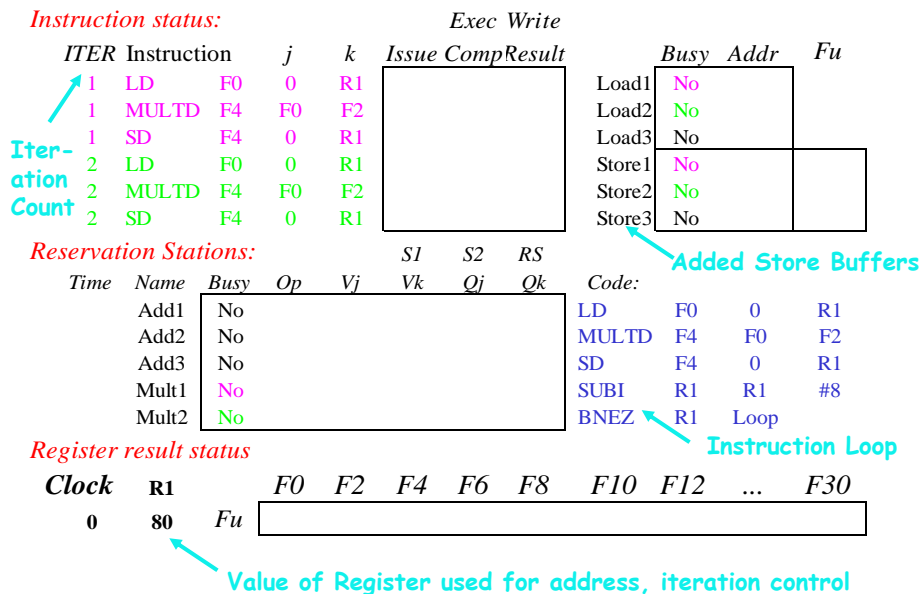 Instruction status: Exec Write
ITER Instruction j k Issue Comp Result Busy Addr Fu
1 LD F0 0 R1 Load1 No
1 MULTD F4 F0 F2 Load2 No
1 SD F4 0 R1 Load3 No
2 LD F0 0 R1 Store1 No
2 MULTD F4 F0 F2 Store2 No
2 SD F4 0 R1 Store3 No
Iter-
ation
Count
Added Store Buffers
Reservation Stations: S1 S2 RS
Time Name Busy Op Vj Vk Qj Qk Code:
Add1 No LD F0 0 R1
Add2 No MULTD F4 F0 F2
Add3 No SD F4 0 R1
Mult1 No SUBI R1 R1 #8
Mult2 No BNEZ R1 Loop
Instruction Loop
Register result status
Clock R1 F0 F2 F4 F6 F8 F10 F12 ... F30
0 80 Fu
Value of Register used for address, iteration control